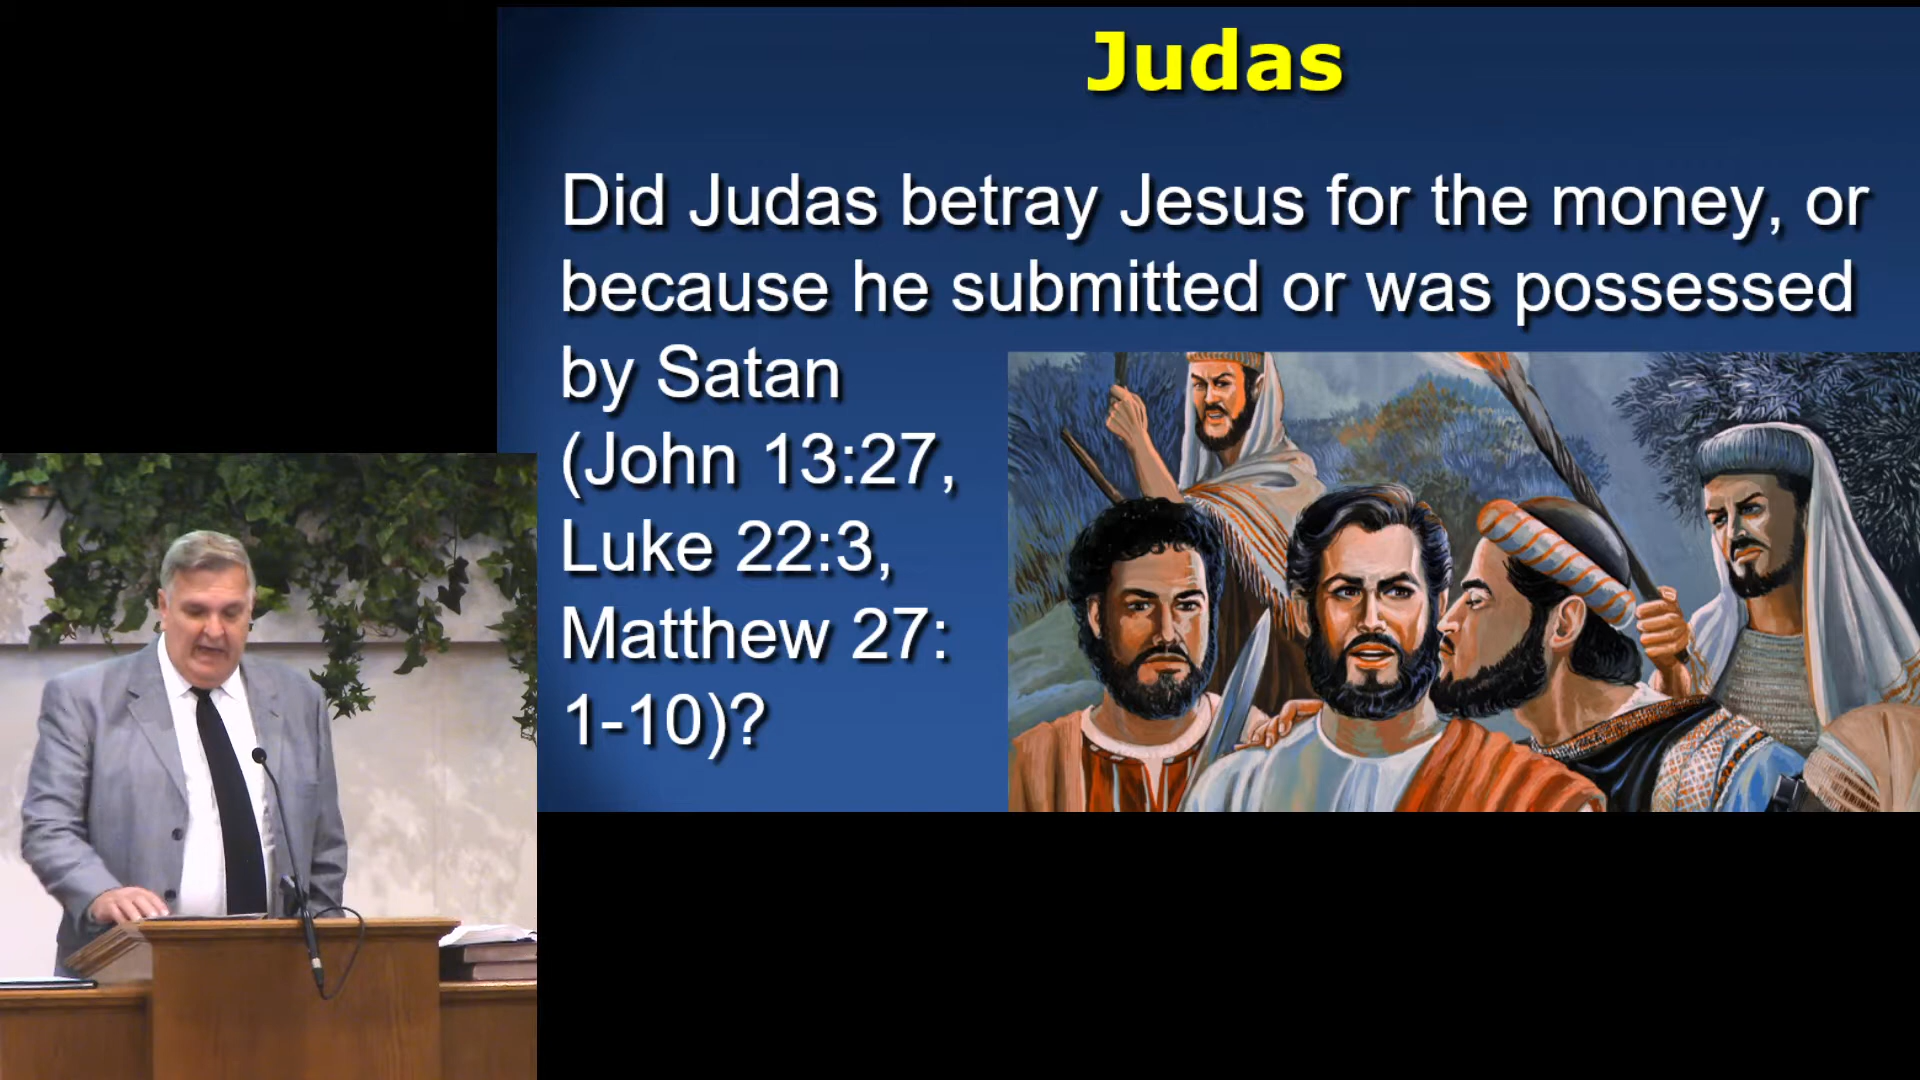 Judas
Did Judas betray Jesus for the money, or
because he submitted or was possessed
by Satan
(John 13:27,
Luke 22:3,
Matthew 27:
1-10)?